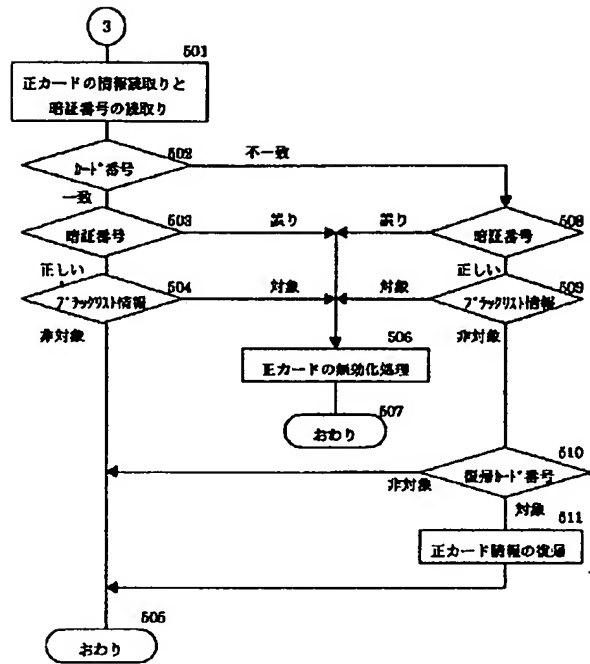 3
501
正カードの情報読取りと
暗証番号の読取り
カード番号
502
不一致
一致
暗証番号
503
誤り
誤り
暗証番号
508
正しい
正しい
ブラックリスト情報
504
対象
対象
ブラックリスト情報
509
非対象
非対象
506
正カードの無効化処理
507
おわり
510
復帰カード番号
非対象
対象
511
正カード情報の復帰
505
おわり